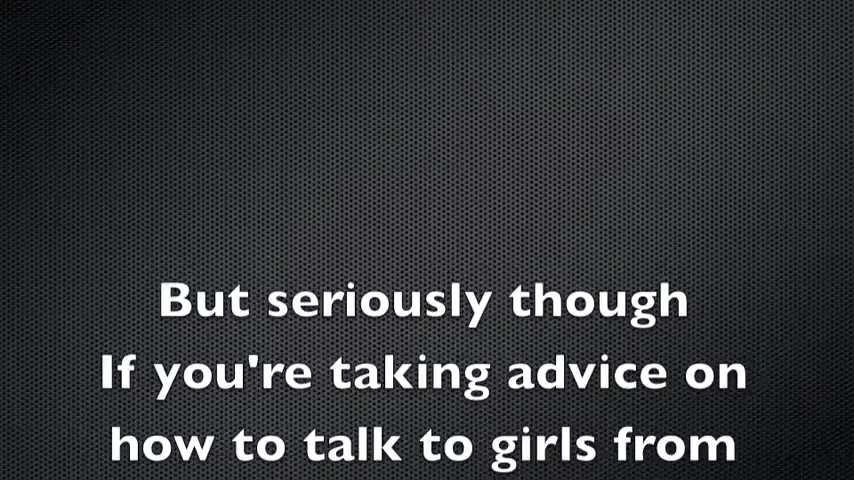 But seriously though
If you're taking advice on
how to talk to girls from